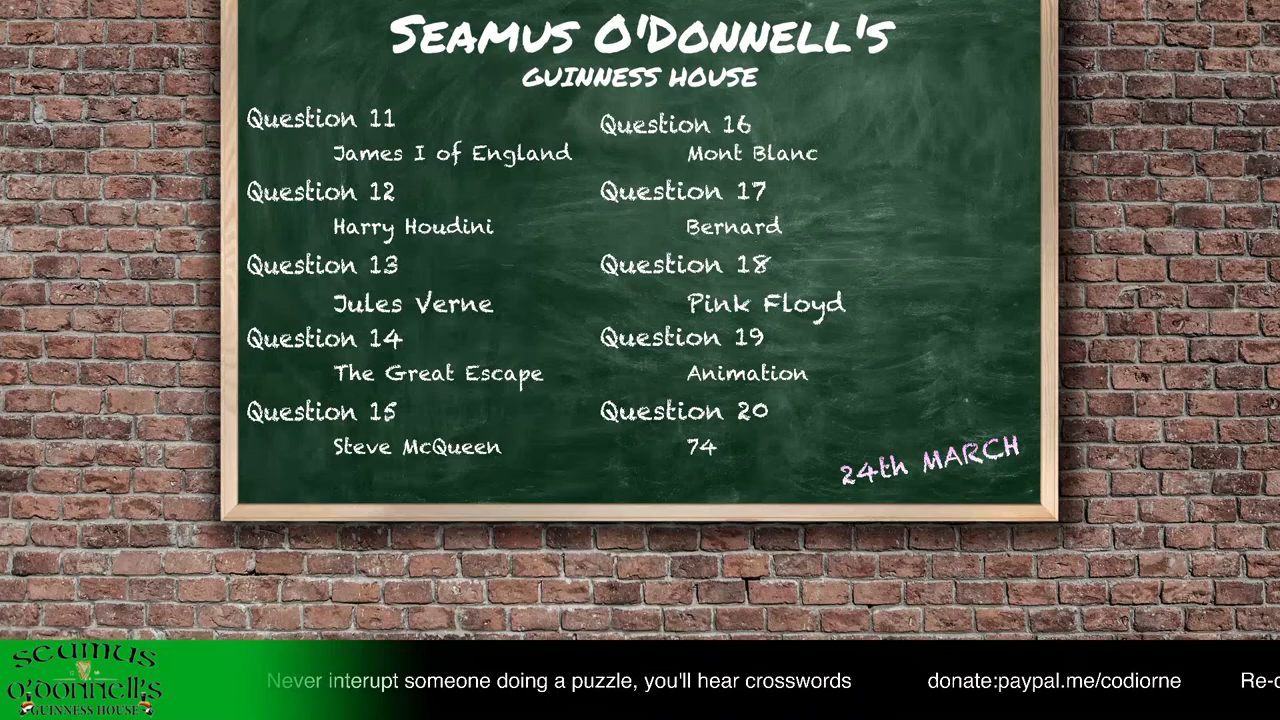 SEAMUS O'DONNELL'S
GUINNESS HOUSE
Question 11
James I of England
Question 12
Harry Houdini
Question 13
Jules Verne
Question 14
The Great Escape
Question 15
Steve McQueen
Question 16
Mont Blanc
Question 17
Bernard
Question 18
Pink Floyd
Question 19
Animation
Question 20
74
24th MARCH
seamus
o'donnell's
GUINNESS HOUSE
Never interupt someone doing a puzzle, you'll hear crosswords
donate:paypal.me/codiorne